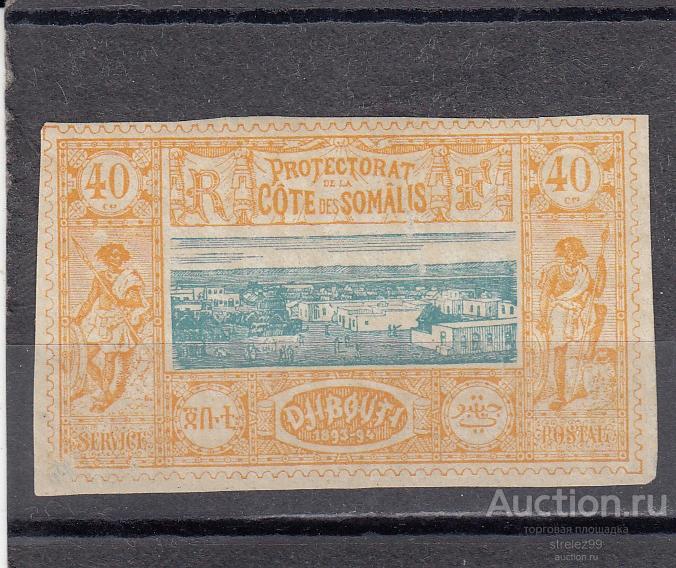 40 R PROTECTORAT F 40
DE LA
CÔTE DES SOMÂLIS
SERVICE DJIBOUTI POSTAL
1893-94
Auction.ru
торговая площадка
strelez99
auction.ru